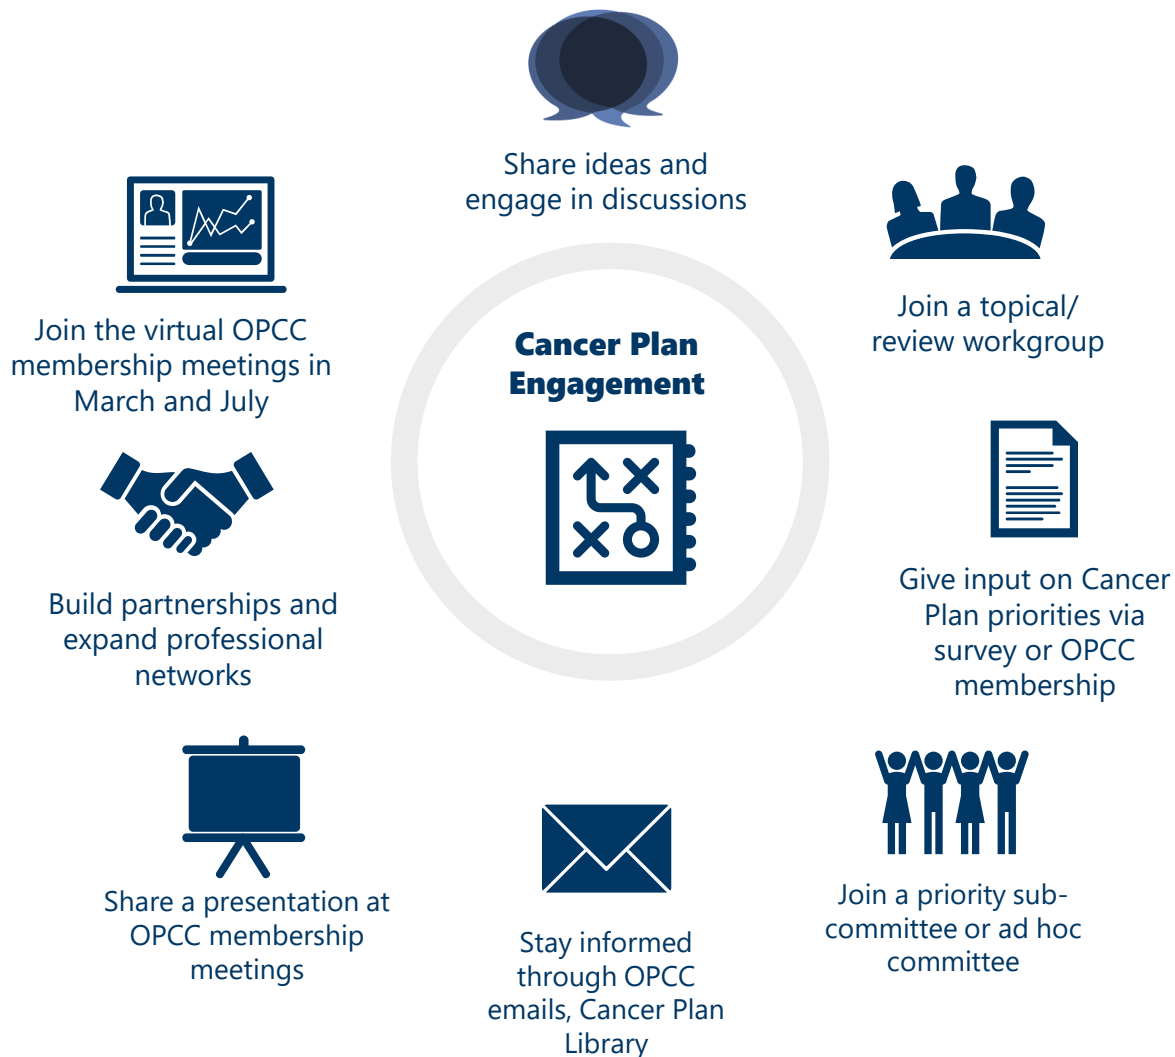 Share ideas and
engage in discussions
Join the virtual OPCC
membership meetings in
March and July
Join a topical/
review workgroup
Cancer Plan
Engagement
Build partnerships and
expand professional
networks
Give input on Cancer
Plan priorities via
survey or OPCC
membership
Share a presentation at
OPCC membership
meetings
Stay informed
through OPCC
emails, Cancer Plan
Library
Join a priority sub-
committee or ad hoc
committee